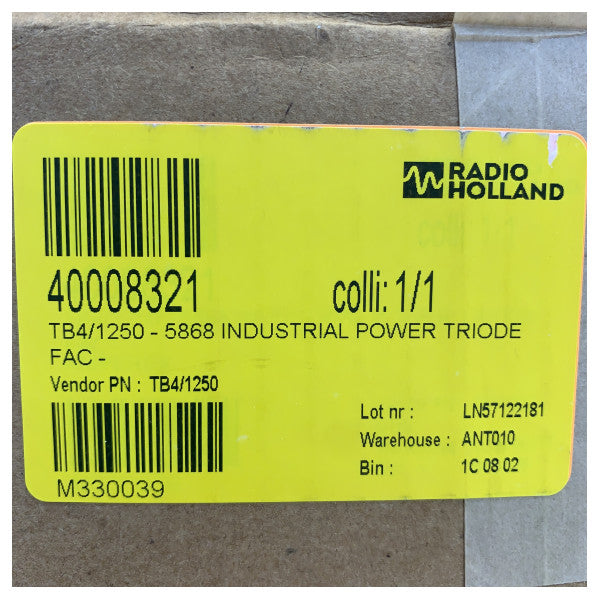 RADIO
HOLLAND
40008321 colli: 1/1
TB4/1250 - 5868 INDUSTRIAL POWER TRIODE
FAC -
Vendor PN : TB4/1250
Lot nr : LN57122181
Warehouse : ANT010
Bin : 1C 08 02
M330039